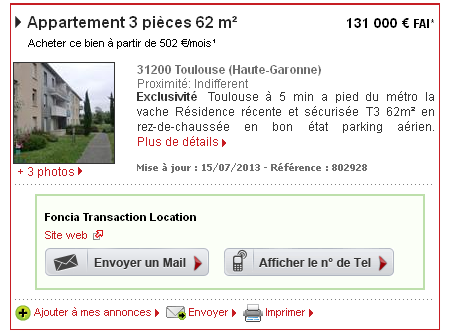 Appartement 3 pièces 62 m² 131 000 € FAI*
Acheter ce bien à partir de 502 €/mois¹
31200 Toulouse (Haute-Garonne)
Proximité: Indifferent
Exclusivité Toulouse à 5 min a pied du métro la
vache Résidence récente et sécurisée T3 62m² en
rez-de-chaussée en bon état parking aérien.
Plus de détails
+ 3 photos
Mise à jour : 15/07/2013 - Référence : 802928
Foncia Transaction Location
Site web
Envoyer un Mail Afficher le n° de Tel
Ajouter à mes annonces Envoyer Imprimer